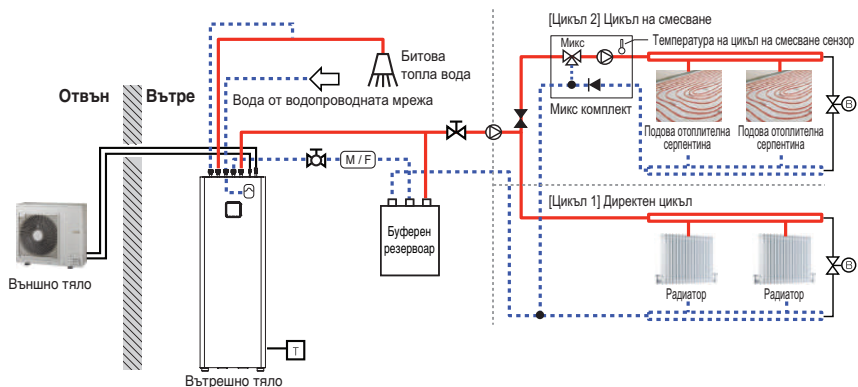 [Цикъл 2] Цикъл на смесване
Микс
Температура на цикъл на смесване сензор
Битова
топла вода
Вода от водопроводната мрежа
Отвън
Вътре
Микс комплект
Подова отоплителна
серпентина
Подова отоплителна
серпентина
B
M / F
[Цикъл 1] Директен цикъл
Буферен
резервоар
Външно тяло
Радиатор
Радиатор
B
T
Вътрешно тяло